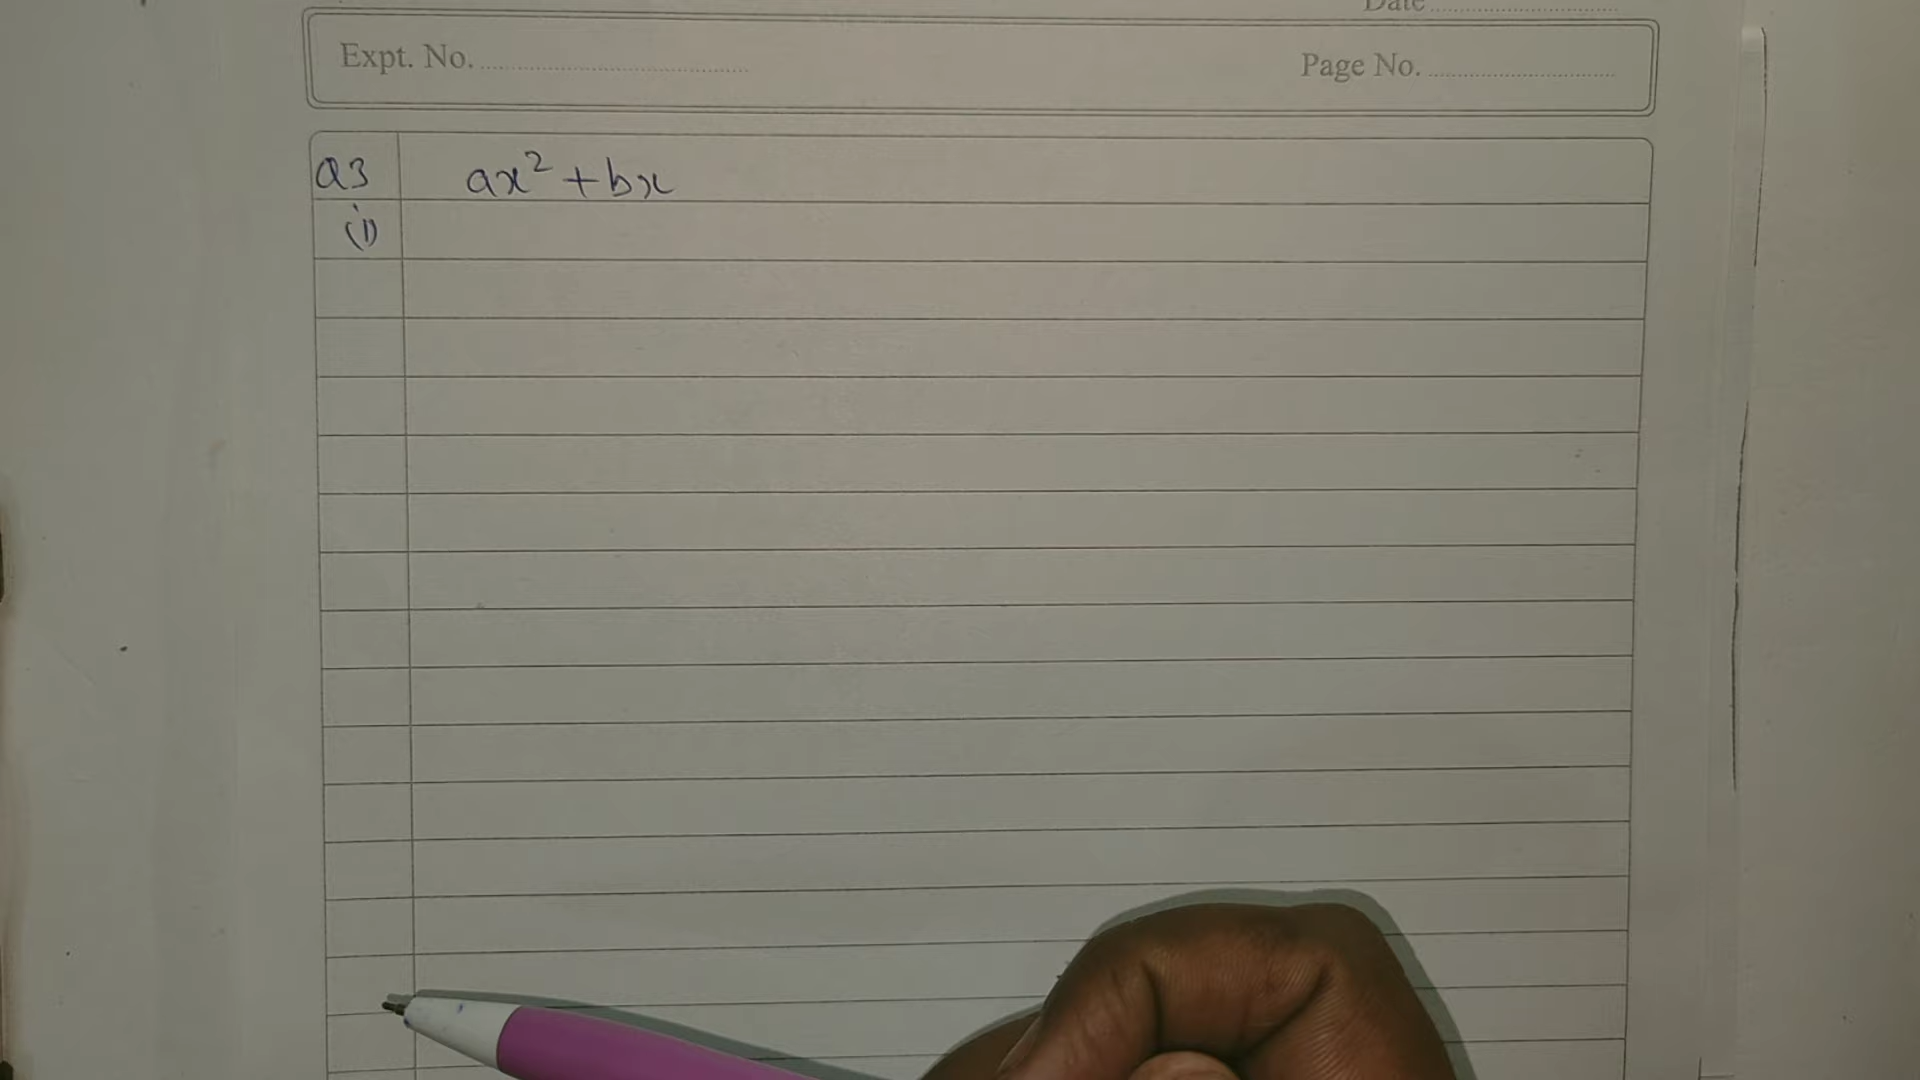 Date
Expt. No.
Page No.
Q3 ax² + bx
(i)